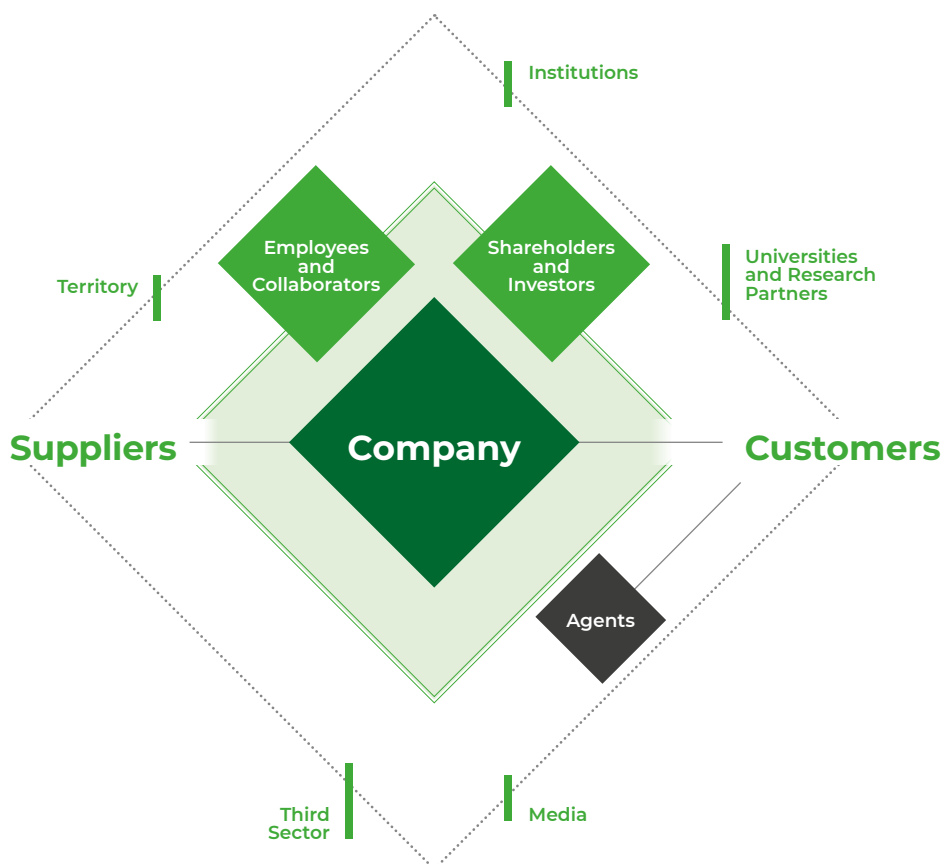 Institutions
Employees
and
Collaborators
Shareholders
and
Investors
Universities
and Research
Partners
Territory
Suppliers
Company
Customers
Agents
Third
Sector
Media